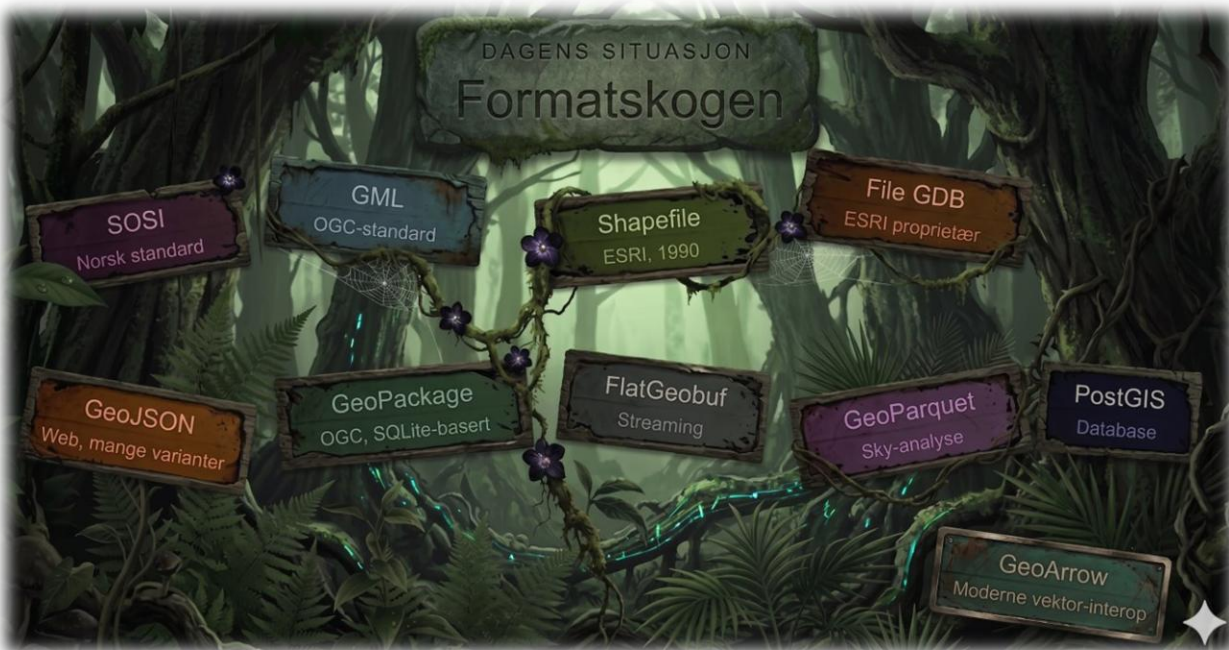 DAGENS SITUASJON
Formatskogen
SOSI
Norsk standard
GML
OGC-standard
Shapefile
ESRI, 1990
File GDB
ESRI proprietær
GeoJSON
Web, mange varianter
GeoPackage
OGC, SQLite-basert
FlatGeobuf
Streaming
GeoParquet
Sky-analyse
PostGIS
Database
GeoArrow
Moderne vektor-interop